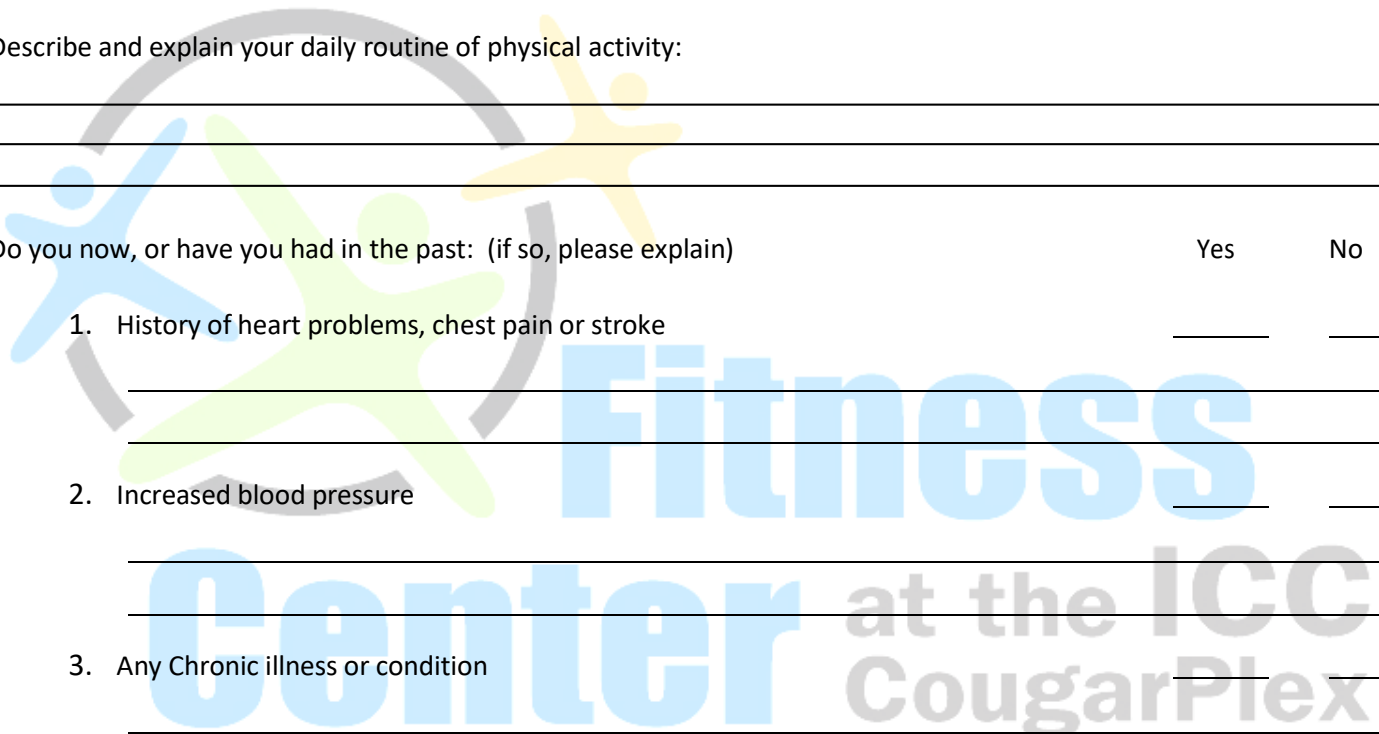 Describe and explain your daily routine of physical activity:
Do you now, or have you had in the past: (if so, please explain) Yes No
1. History of heart problems, chest pain or stroke
Fitness
2. Increased blood pressure
Center at the ICC
3. Any Chronic illness or condition
CougarPlex